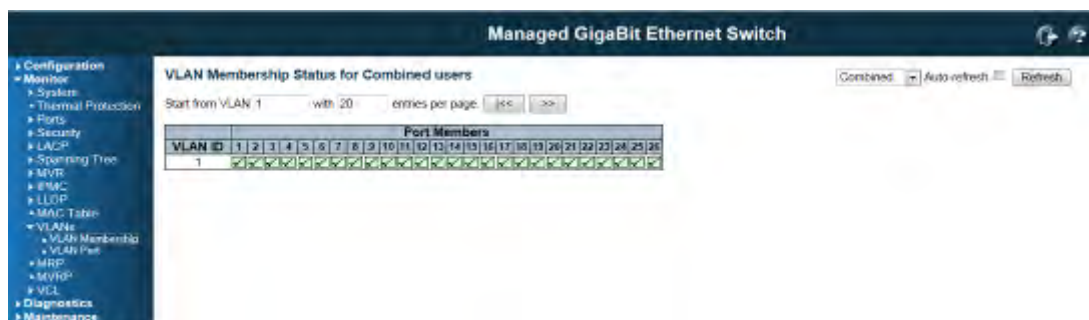 Managed GigaBit Ethernet Switch
Configuration
Monitor
System
Thermal Protection
Ports
Security
LACP
Spanning Tree
MVR
IPMC
LLDP
MAC Table
VLANs
VLAN Membership
VLAN Port
MRP
MVRP
VCL
Diagnostics
Maintenance
VLAN Membership Status for Combined users
Combined Auto-refresh Refresh
Start from VLAN 1 with 20 entries per page. |<< >>
Port Members
VLAN ID 1 2 3 4 5 6 7 8 9 10 11 12 13 14 15 16 17 18 19 20 21 22 23 24 25 26
1